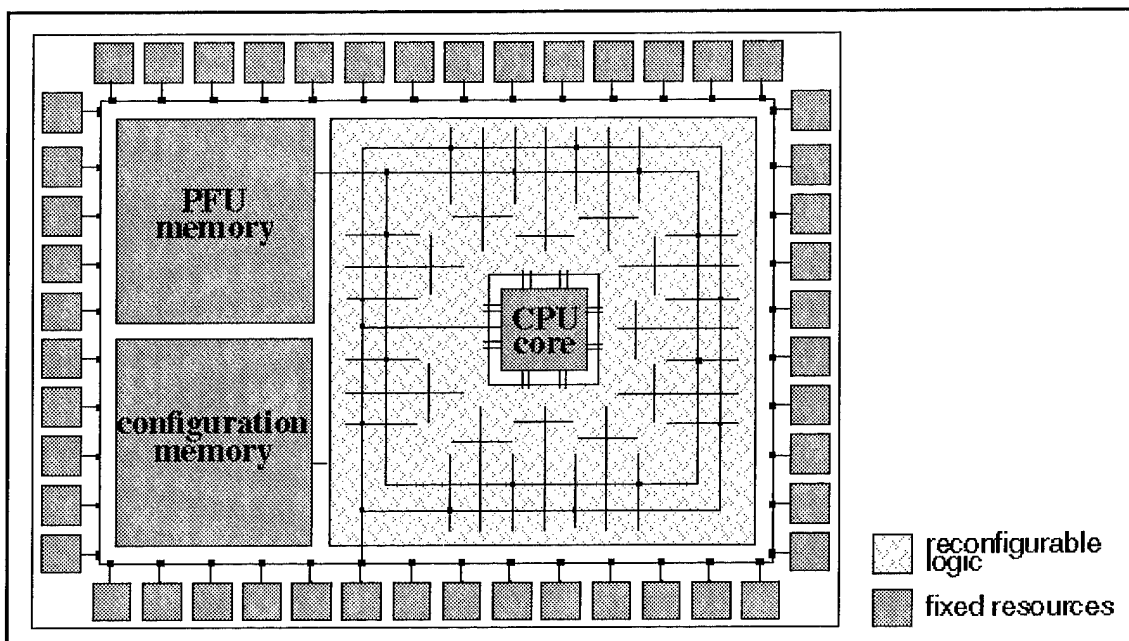 PFU
memory
CPU
core
configuration
memory
reconfigurable
logic
fixed resources